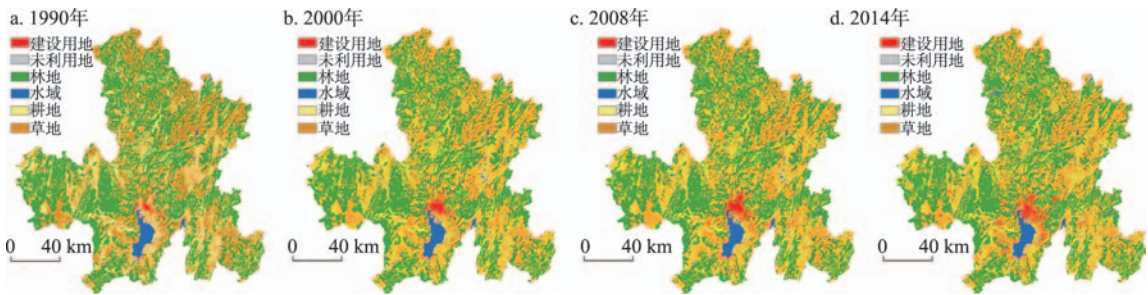 a. 1990年
建设用地
未利用地
林地
水域
耕地
草地
0 40 km
b. 2000年
建设用地
未利用地
林地
水域
耕地
草地
0 40 km
c. 2008年
建设用地
未利用地
林地
水域
耕地
草地
0 40 km
d. 2014年
建设用地
未利用地
林地
水域
耕地
草地
0 40 km